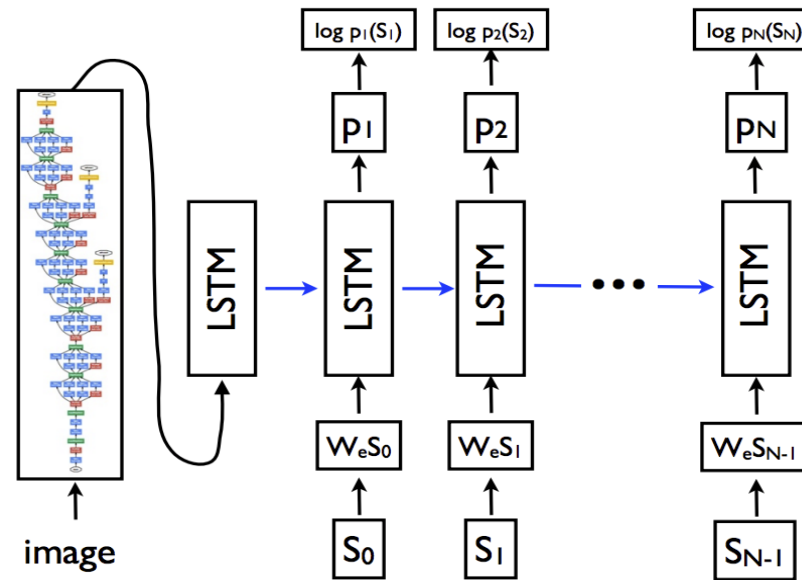 log p₁(S₁) log p₂(S₂) log pN(SN)
p₁ p₂ pN
LSTM LSTM LSTM ••• LSTM
WₑS₀ WₑS₁ WₑSN-1
image S₀ S₁ SN-1